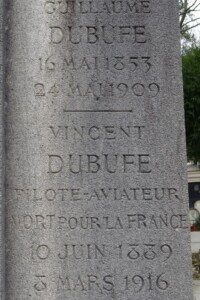 GUILLAUME
DUBUFE
16 MAI 1853
24 MAI 1909
VINCENT
DUBUFE
PILOTE-AVIATEUR
MORT POUR LA FRANCE
10 JUIN 1889
8 MARS 1916